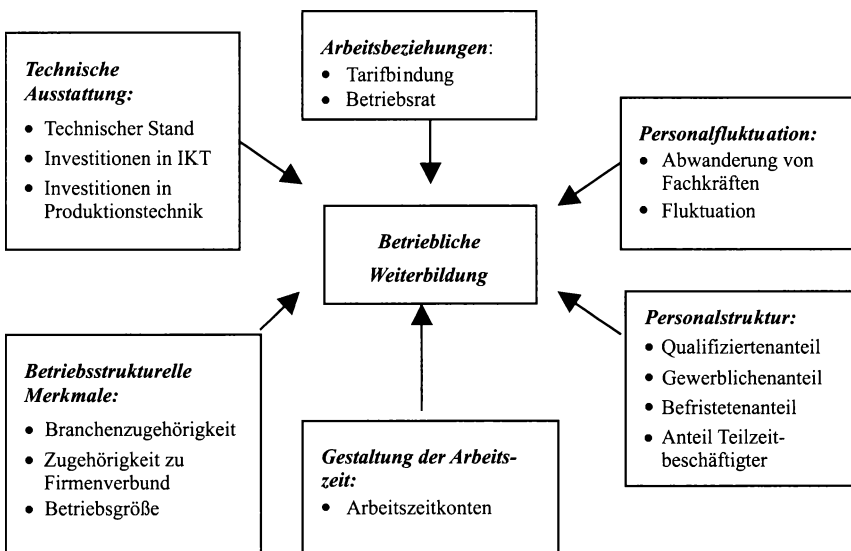 Technische
Ausstattung:
• Technischer Stand
• Investitionen in IKT
• Investitionen in
Produktionstechnik
Arbeitsbeziehungen:
• Tarifbindung
• Betriebsrat
Personalfluktuation:
• Abwanderung von
Fachkräften
• Fluktuation
Betriebliche
Weiterbildung
Betriebsstrukturelle
Merkmale:
• Branchenzugehörigkeit
• Zugehörigkeit zu
Firmenverbund
• Betriebsgröße
Gestaltung der Arbeits-
zeit:
• Arbeitszeitkonten
Personalstruktur:
• Qualifiziertenanteil
• Gewerblichenanteil
• Befristetenanteil
• Anteil Teilzeit-
beschäftigter